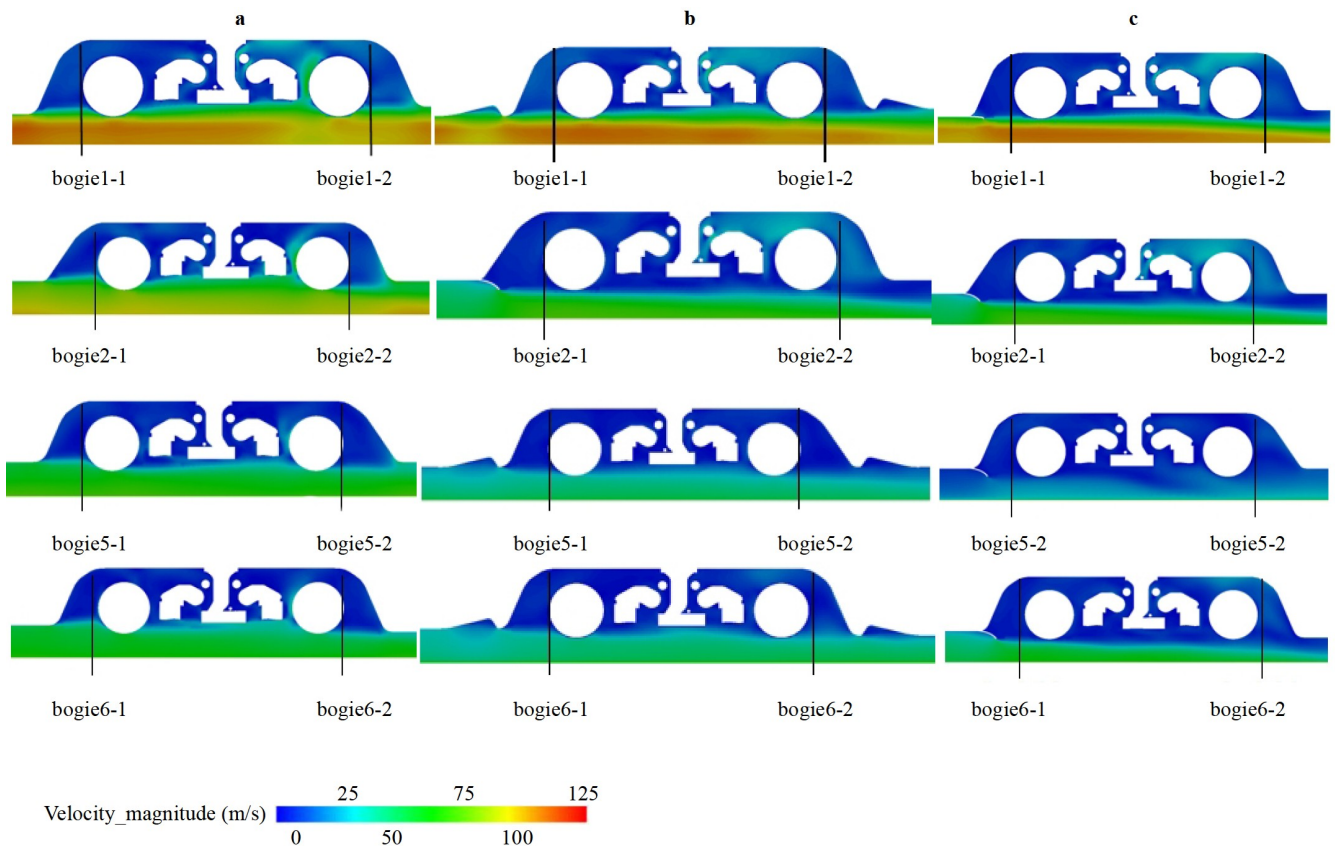 a b c
bogie1-1 bogie1-2 bogie1-1 bogie1-2 bogie1-1 bogie1-2
bogie2-1 bogie2-2 bogie2-1 bogie2-2 bogie2-1 bogie2-2
bogie5-1 bogie5-2 bogie5-1 bogie5-2 bogie5-2 bogie5-2
bogie6-1 bogie6-2 bogie6-1 bogie6-2 bogie6-1 bogie6-2
25 75 125
Velocity_magnitude (m/s)
0 50 100